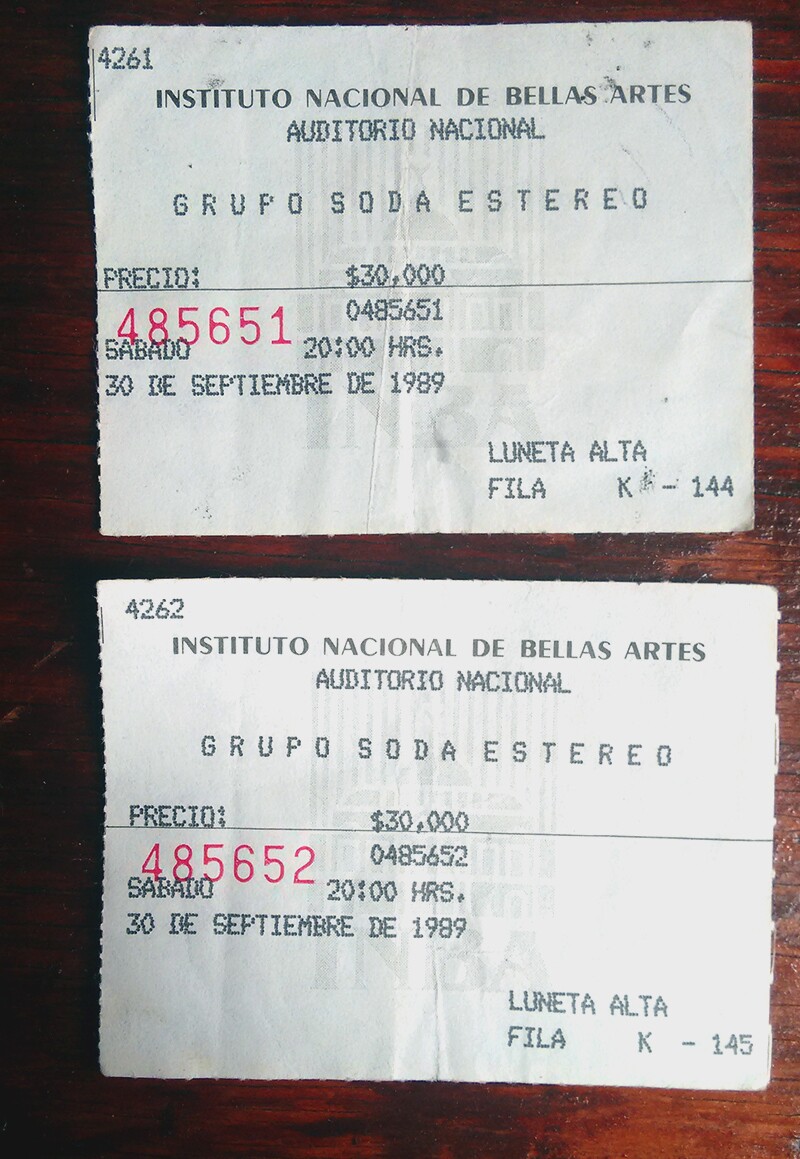 4261
INSTITUTO NACIONAL DE BELLAS ARTES
AUDITORIO NACIONAL
GRUPO SODA ESTEREO
PRECIO: $30,000
0485651
485651
SABADO 20:00 HRS.
30 DE SEPTIEMBRE DE 1989
LUNETA ALTA
FILA K - 144
4262
INSTITUTO NACIONAL DE BELLAS ARTES
AUDITORIO NACIONAL
GRUPO SODA ESTEREO
PRECIO: $30,000
0485652
485652
SABADO 20:00 HRS.
30 DE SEPTIEMBRE DE 1989
LUNETA ALTA
FILA K - 145